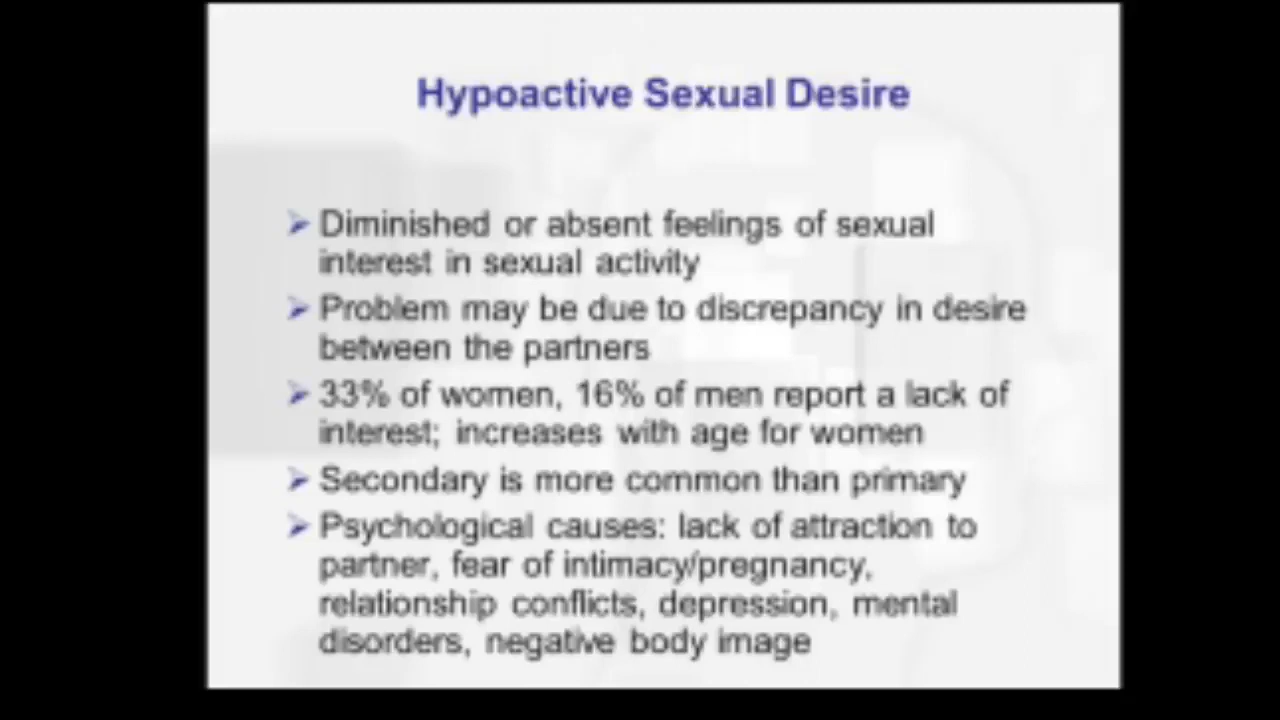 Hypoactive Sexual Desire
Diminished or absent feelings of sexual
interest in sexual activity
Problem may be due to discrepancy in desire
between the partners
33% of women, 16% of men report a lack of
interest; increases with age for women
Secondary is more common than primary
Psychological causes: lack of attraction to
partner, fear of intimacy/pregnancy,
relationship conflicts, depression, mental
disorders, negative body image